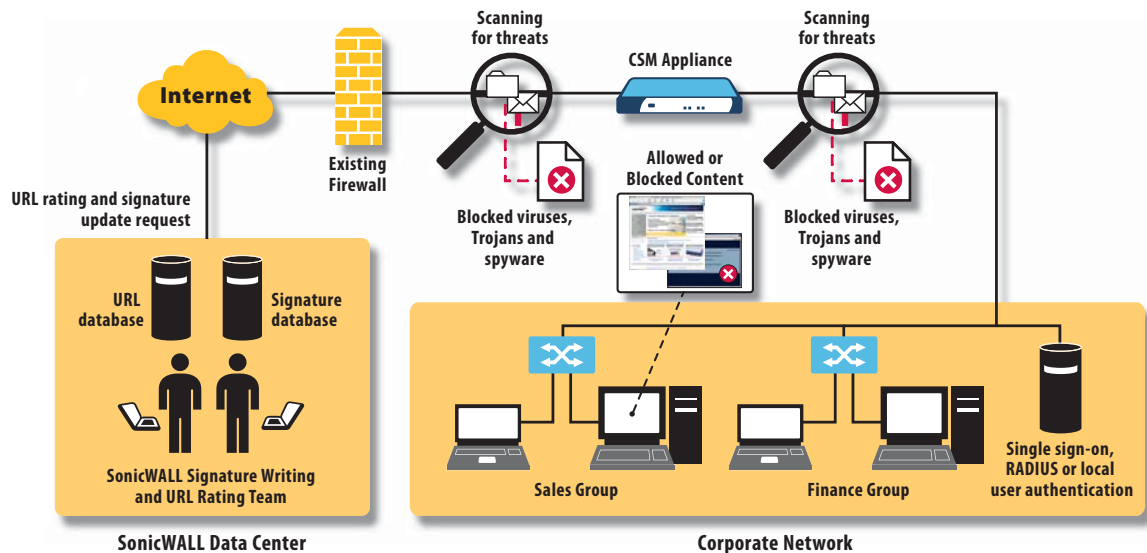 Scanning
for threats
CSM Appliance
Scanning
for threats
Internet
Existing
Firewall
Allowed or
Blocked Content
URL rating and signature
update request
Blocked viruses,
Trojans and
spyware
Blocked viruses,
Trojans and
spyware
URL
database
Signature
database
SonicWALL Signature Writing
and URL Rating Team
Sales Group
Finance Group
Single sign-on,
RADIUS or local
user authentication
SonicWALL Data Center
Corporate Network